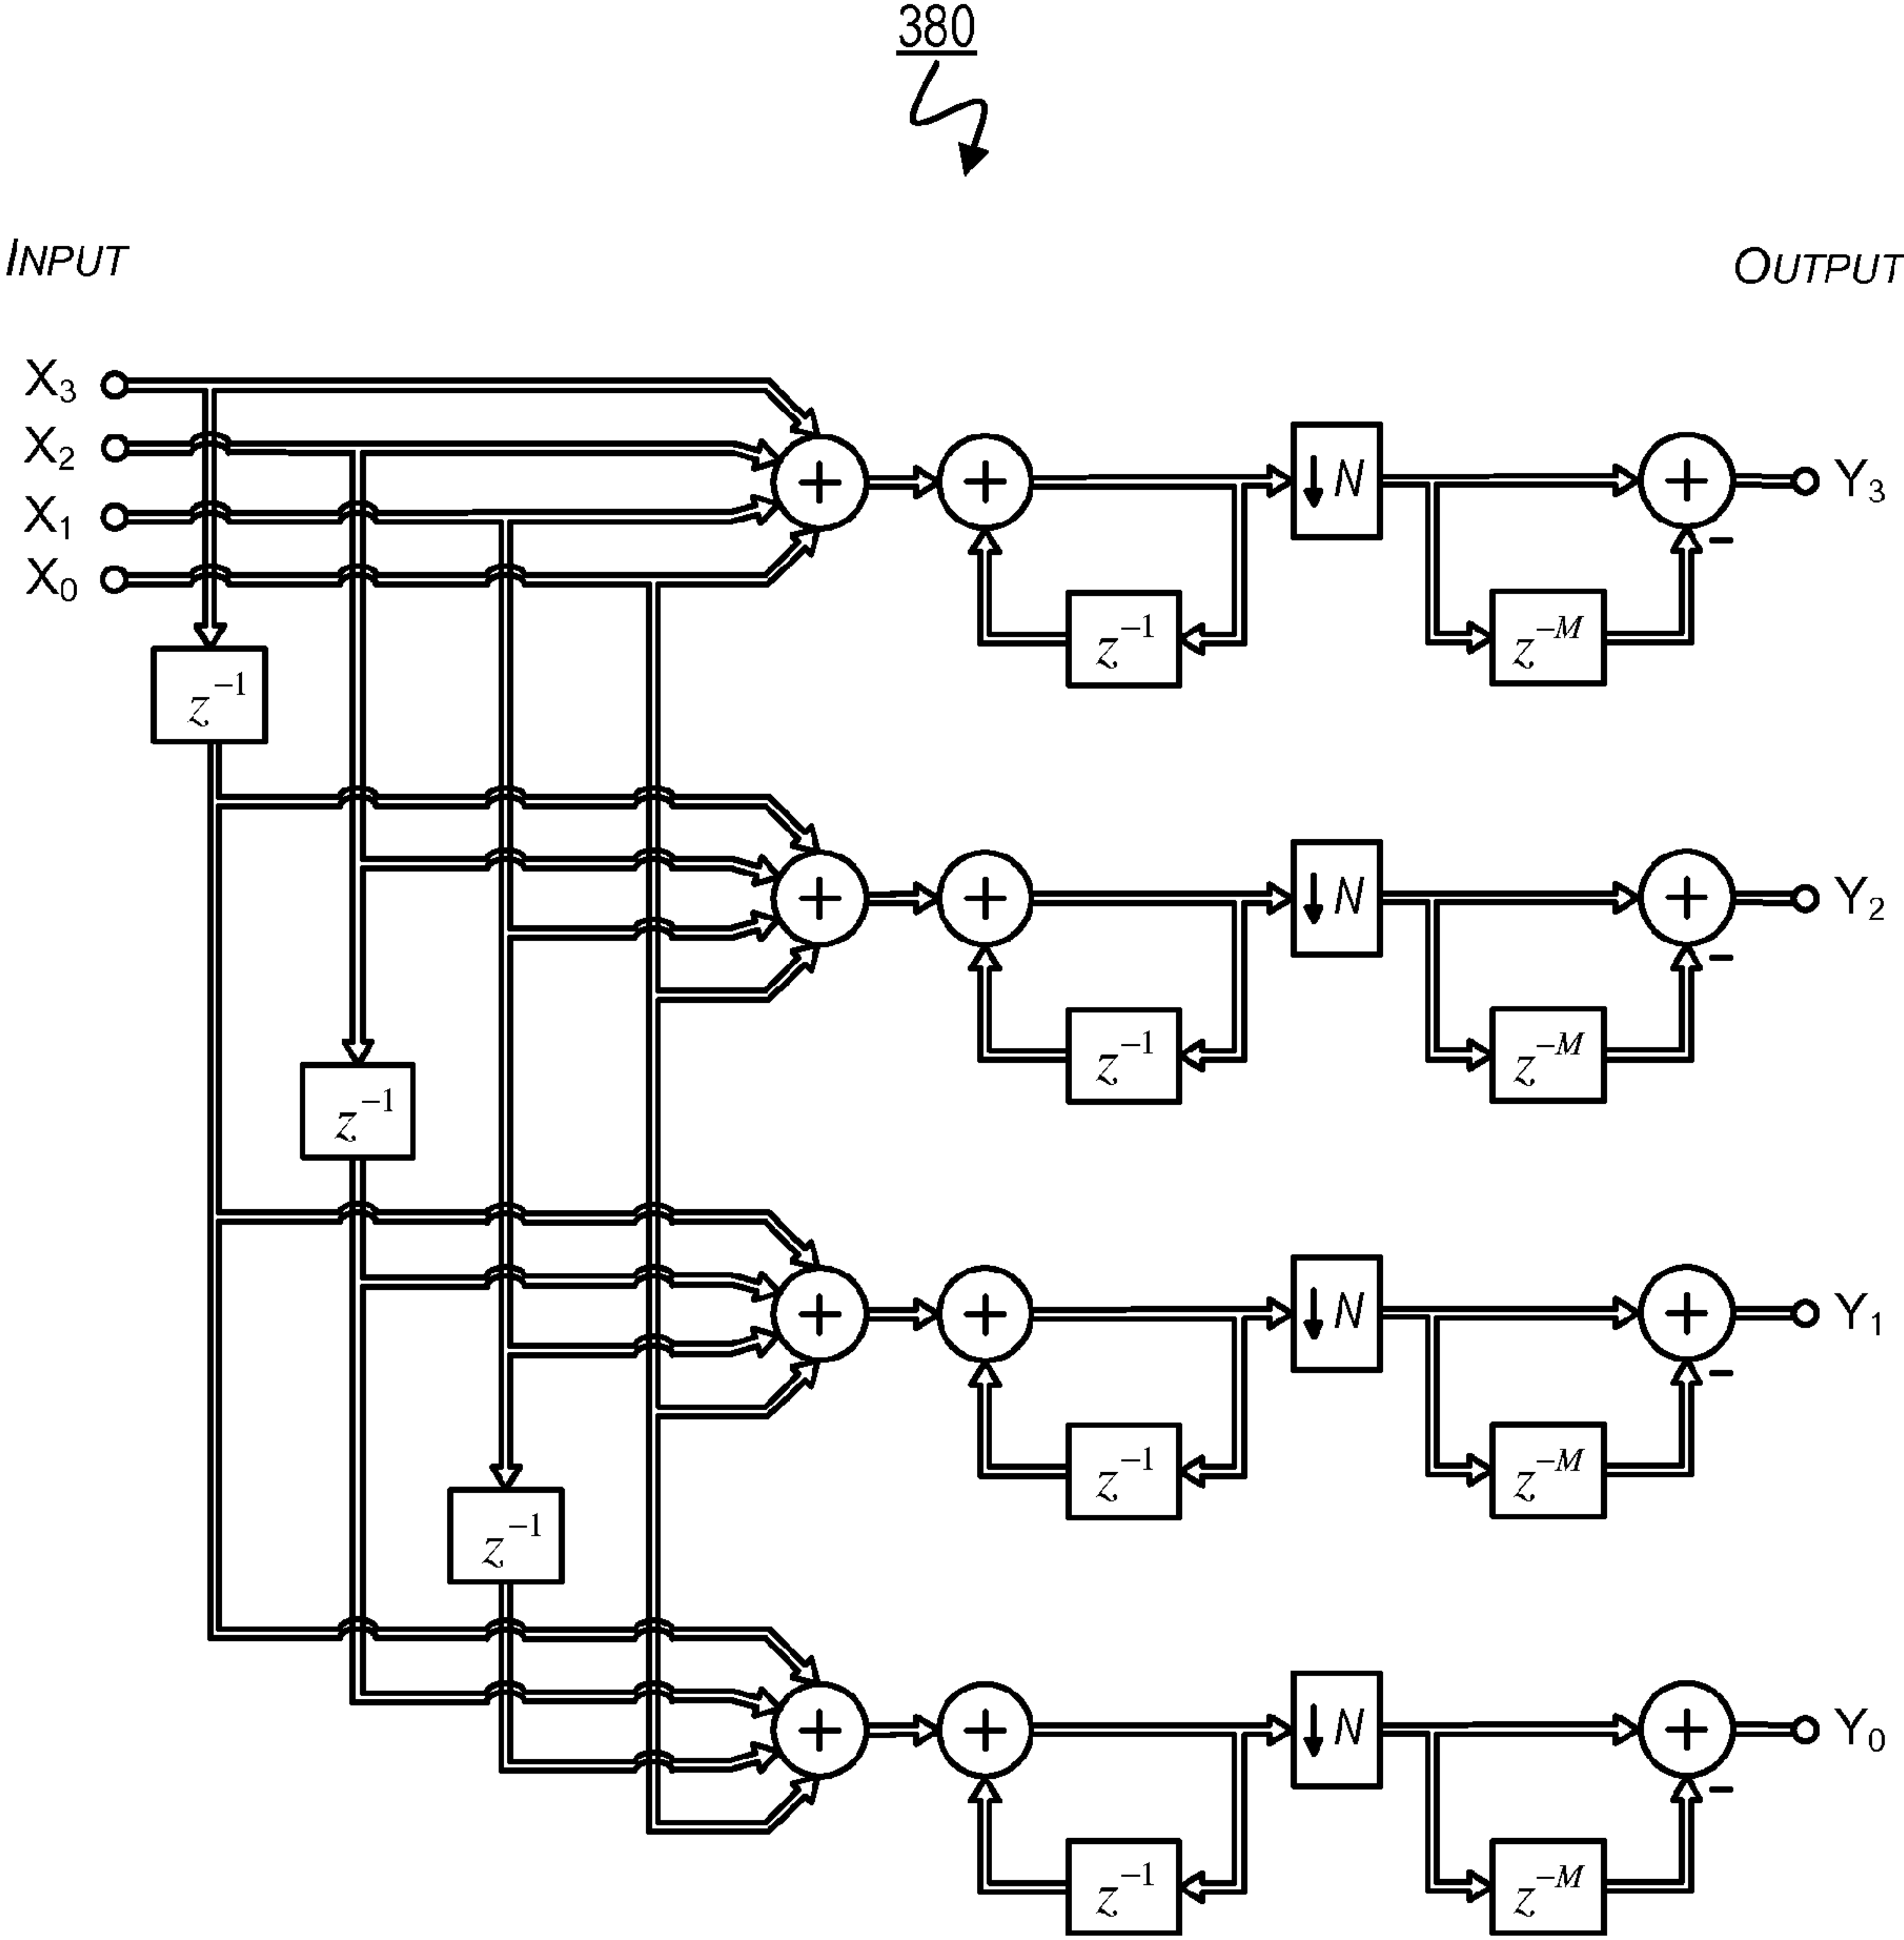 380
INPUT
OUTPUT
X₃
X₂
X₁
X₀
+ + ↓ N + Y₃
−
z⁻¹ z⁻ᴹ
z⁻¹
+ + ↓ N + Y₂
−
z⁻¹ z⁻ᴹ
z⁻¹
+ + ↓ N + Y₁
−
z⁻¹ z⁻ᴹ
z⁻¹
+ + ↓ N + Y₀
−
z⁻¹ z⁻ᴹ